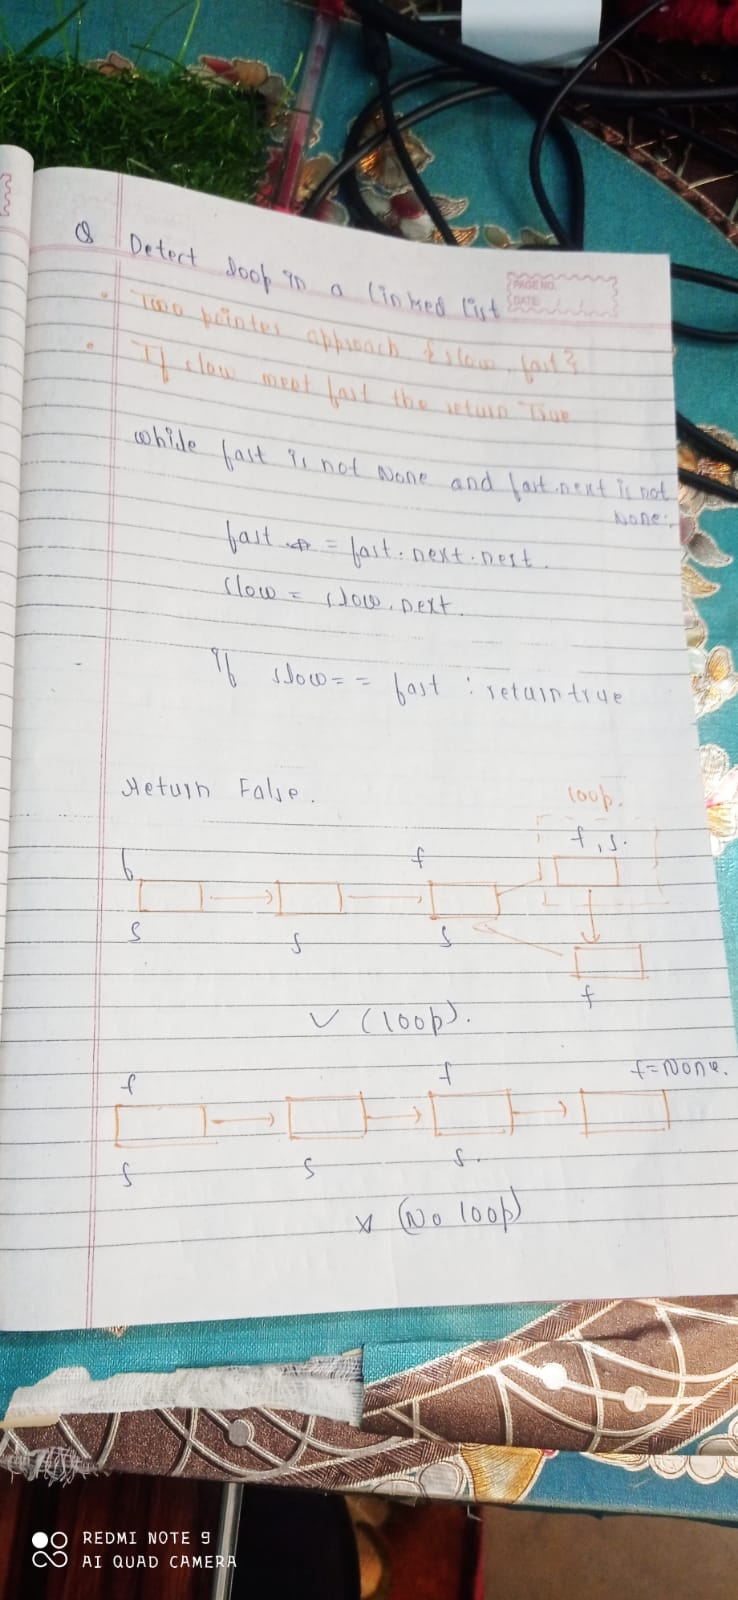 Q Detect loop in a linked list
PAGE NO.
DATE: / /
• Two pointer approach {slow, fast}
• If slow meet fast the return True
while fast is not None and fast.next is not
None:
fast = fast.next.next.
slow = slow.next.
If slow == fast : return true
return False.
loop.
f f f,s.
s s s
f
✓ (loop).
f f f=None.
s s s.
x (No loop)
REDMI NOTE 9
AI QUAD CAMERA